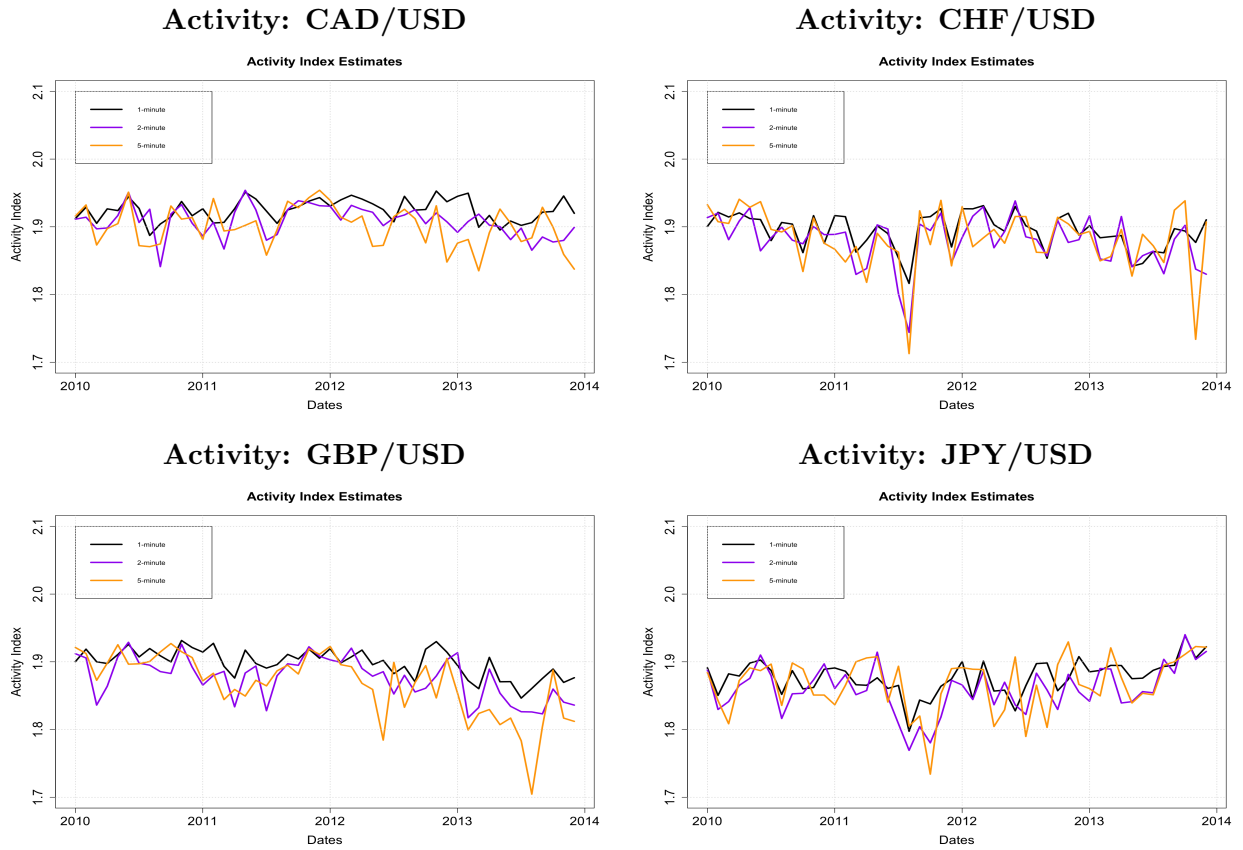 Activity: CAD/USD
Activity Index Estimates
Activity Index
2.1
2.0
1.9
1.8
1.7
1-minute
2-minute
5-minute
2010 2011 2012 2013 2014
Dates
Activity: CHF/USD
Activity Index Estimates
Activity Index
2.1
2.0
1.9
1.8
1.7
1-minute
2-minute
5-minute
2010 2011 2012 2013 2014
Dates
Activity: GBP/USD
Activity Index Estimates
Activity Index
2.1
2.0
1.9
1.8
1.7
1-minute
2-minute
5-minute
2010 2011 2012 2013 2014
Dates
Activity: JPY/USD
Activity Index Estimates
Activity Index
2.1
2.0
1.9
1.8
1.7
1-minute
2-minute
5-minute
2010 2011 2012 2013 2014
Dates